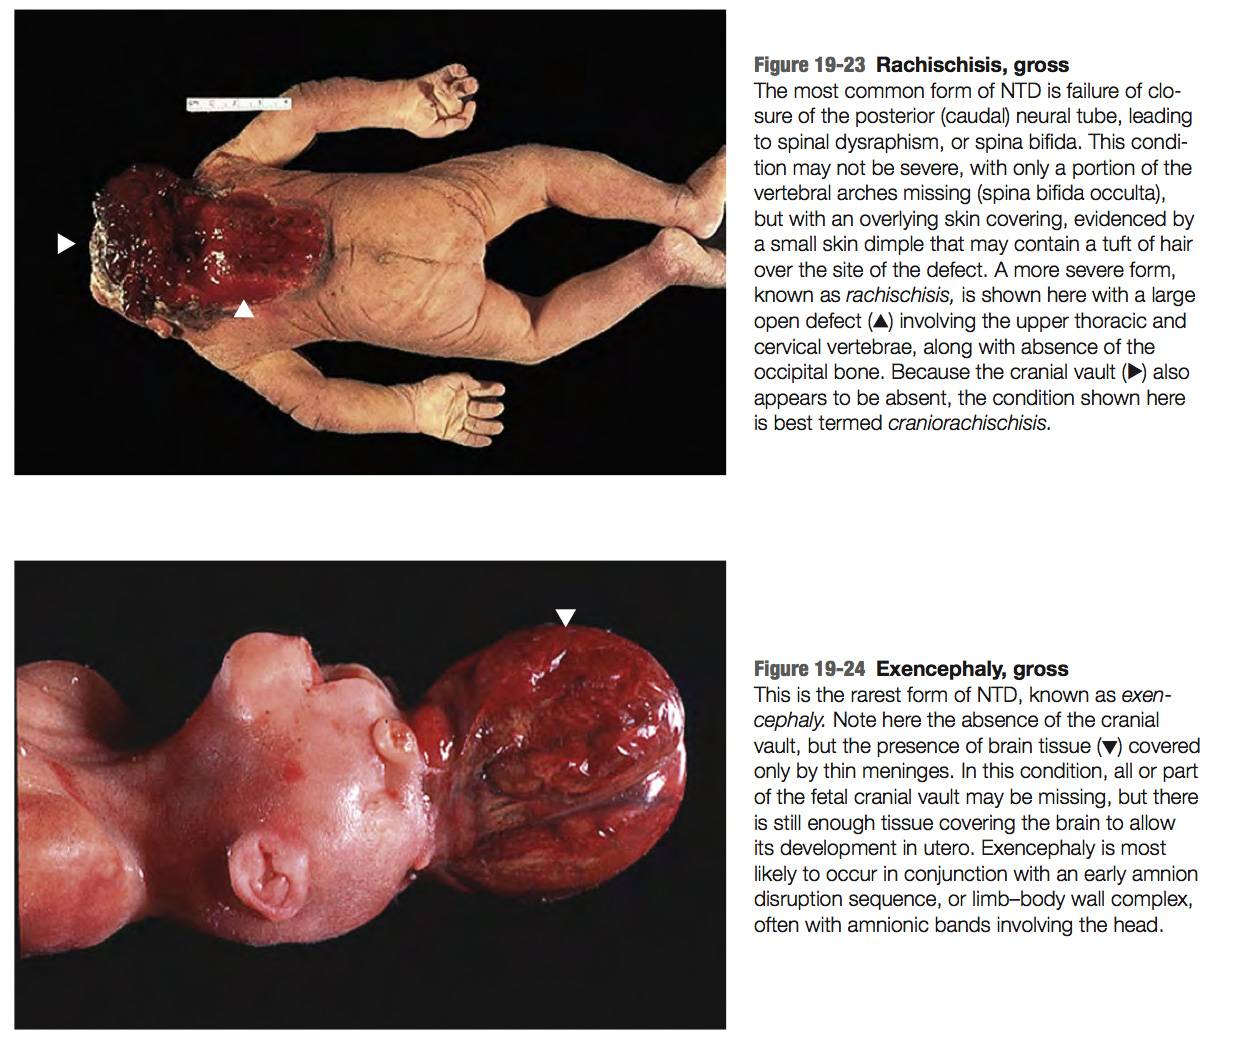 Figure 19-23 Rachischisis, gross
The most common form of NTD is failure of clo-
sure of the posterior (caudal) neural tube, leading
to spinal dysraphism, or spina bifida. This condi-
tion may not be severe, with only a portion of the
vertebral arches missing (spina bifida occulta),
but with an overlying skin covering, evidenced by
a small skin dimple that may contain a tuft of hair
over the site of the defect. A more severe form,
known as rachischisis, is shown here with a large
open defect (▲) involving the upper thoracic and
cervical vertebrae, along with absence of the
occipital bone. Because the cranial vault (▶) also
appears to be absent, the condition shown here
is best termed craniorachischisis.
Figure 19-24 Exencephaly, gross
This is the rarest form of NTD, known as exen-
cephaly. Note here the absence of the cranial
vault, but the presence of brain tissue (▼) covered
only by thin meninges. In this condition, all or part
of the fetal cranial vault may be missing, but there
is still enough tissue covering the brain to allow
its development in utero. Exencephaly is most
likely to occur in conjunction with an early amnion
disruption sequence, or limb–body wall complex,
often with amnionic bands involving the head.